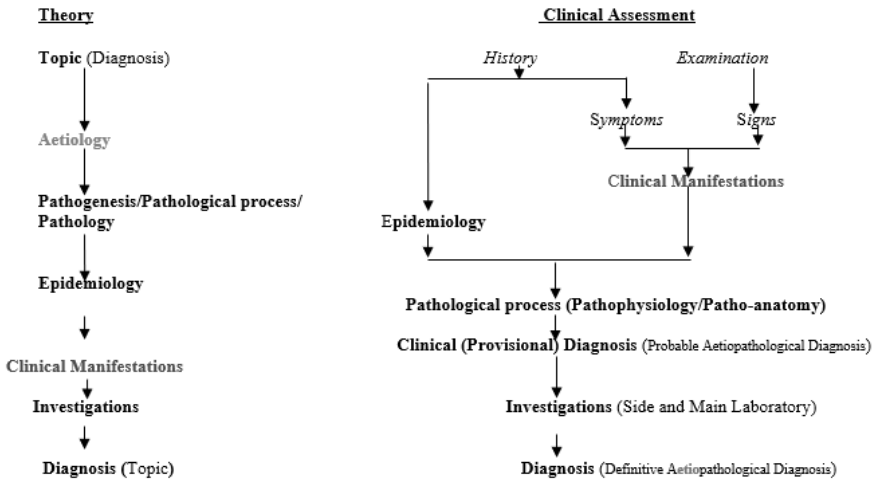 Theory
Topic (Diagnosis)
Aetiology
Pathogenesis/Pathological process/
Pathology
Epidemiology
Clinical Manifestations
Investigations
Diagnosis (Topic)
Clinical Assessment
History
Examination
Symptoms
Signs
Clinical Manifestations
Epidemiology
Pathological process (Pathophysiology/Patho-anatomy)
Clinical (Provisional) Diagnosis (Probable Aetiopathological Diagnosis)
Investigations (Side and Main Laboratory)
Diagnosis (Definitive Aetiopathological Diagnosis)